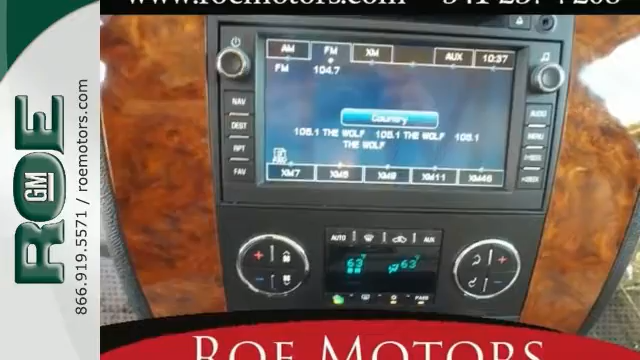 www.roemotors.com
AM FM XM AUX 10:37
FM 104.7
Country
106.1 THE WOLF 106.1 THE WOLF 106.1
THE WOLF
XM7 XM8 XM9 XM11 XM46
NAV
DEST
RPT
FAV
AUDIO
MENU
AUTO AUX
63 63
ROE
GM
866.919.5571 / roemotors.com
ROE MOTORS